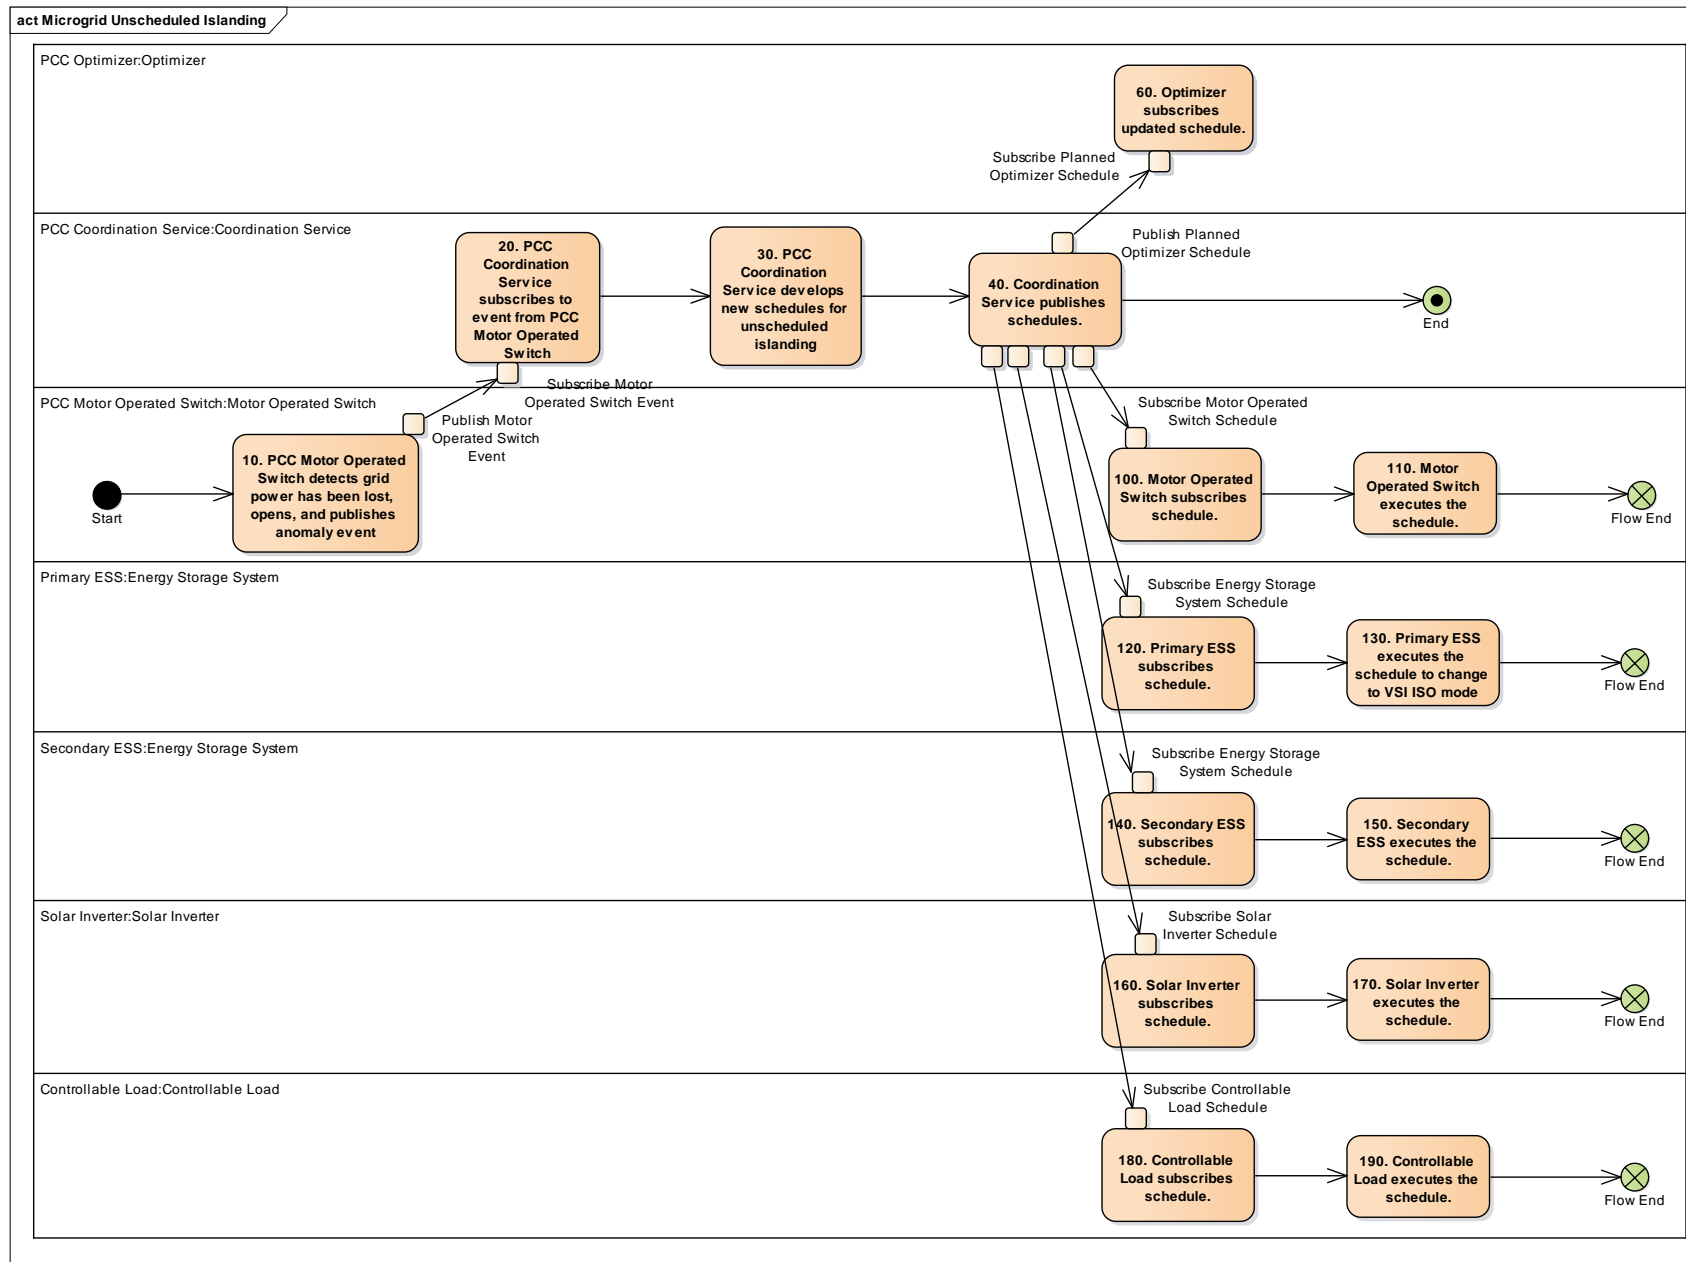 act Microgrid Unscheduled Islanding
PCC Optimizer:Optimizer
60. Optimizer
subscribes
updated schedule.
Subscribe Planned
Optimizer Schedule
PCC Coordination Service:Coordination Service
20. PCC
Coordination
Service
subscribes to
event from PCC
Motor Operated
Switch
30. PCC
Coordination
Service develops
new schedules for
unscheduled
islanding
Publish Planned
Optimizer Schedule
40. Coordination
Service publishes
schedules.
End
Subscribe Motor
Operated Switch Event
PCC Motor Operated Switch:Motor Operated Switch
Publish Motor
Operated Switch
Event
Start
10. PCC Motor Operated
Switch detects grid
power has been lost,
opens, and publishes
anomaly event
Subscribe Motor Operated
Switch Schedule
100. Motor Operated
Switch subscribes
schedule.
110. Motor
Operated Switch
executes the
schedule.
Flow End
Primary ESS:Energy Storage System
Subscribe Energy Storage
System Schedule
120. Primary ESS
subscribes
schedule.
130. Primary ESS
executes the
schedule to change
to VSI ISO mode
Flow End
Secondary ESS:Energy Storage System
Subscribe Energy Storage
System Schedule
140. Secondary ESS
subscribes
schedule.
150. Secondary
ESS executes the
schedule.
Flow End
Solar Inverter:Solar Inverter
Subscribe Solar
Inverter Schedule
160. Solar Inverter
subscribes
schedule.
170. Solar Inverter
executes the
schedule.
Flow End
Controllable Load:Controllable Load
Subscribe Controllable
Load Schedule
180. Controllable
Load subscribes
schedule.
190. Controllable
Load executes the
schedule.
Flow End